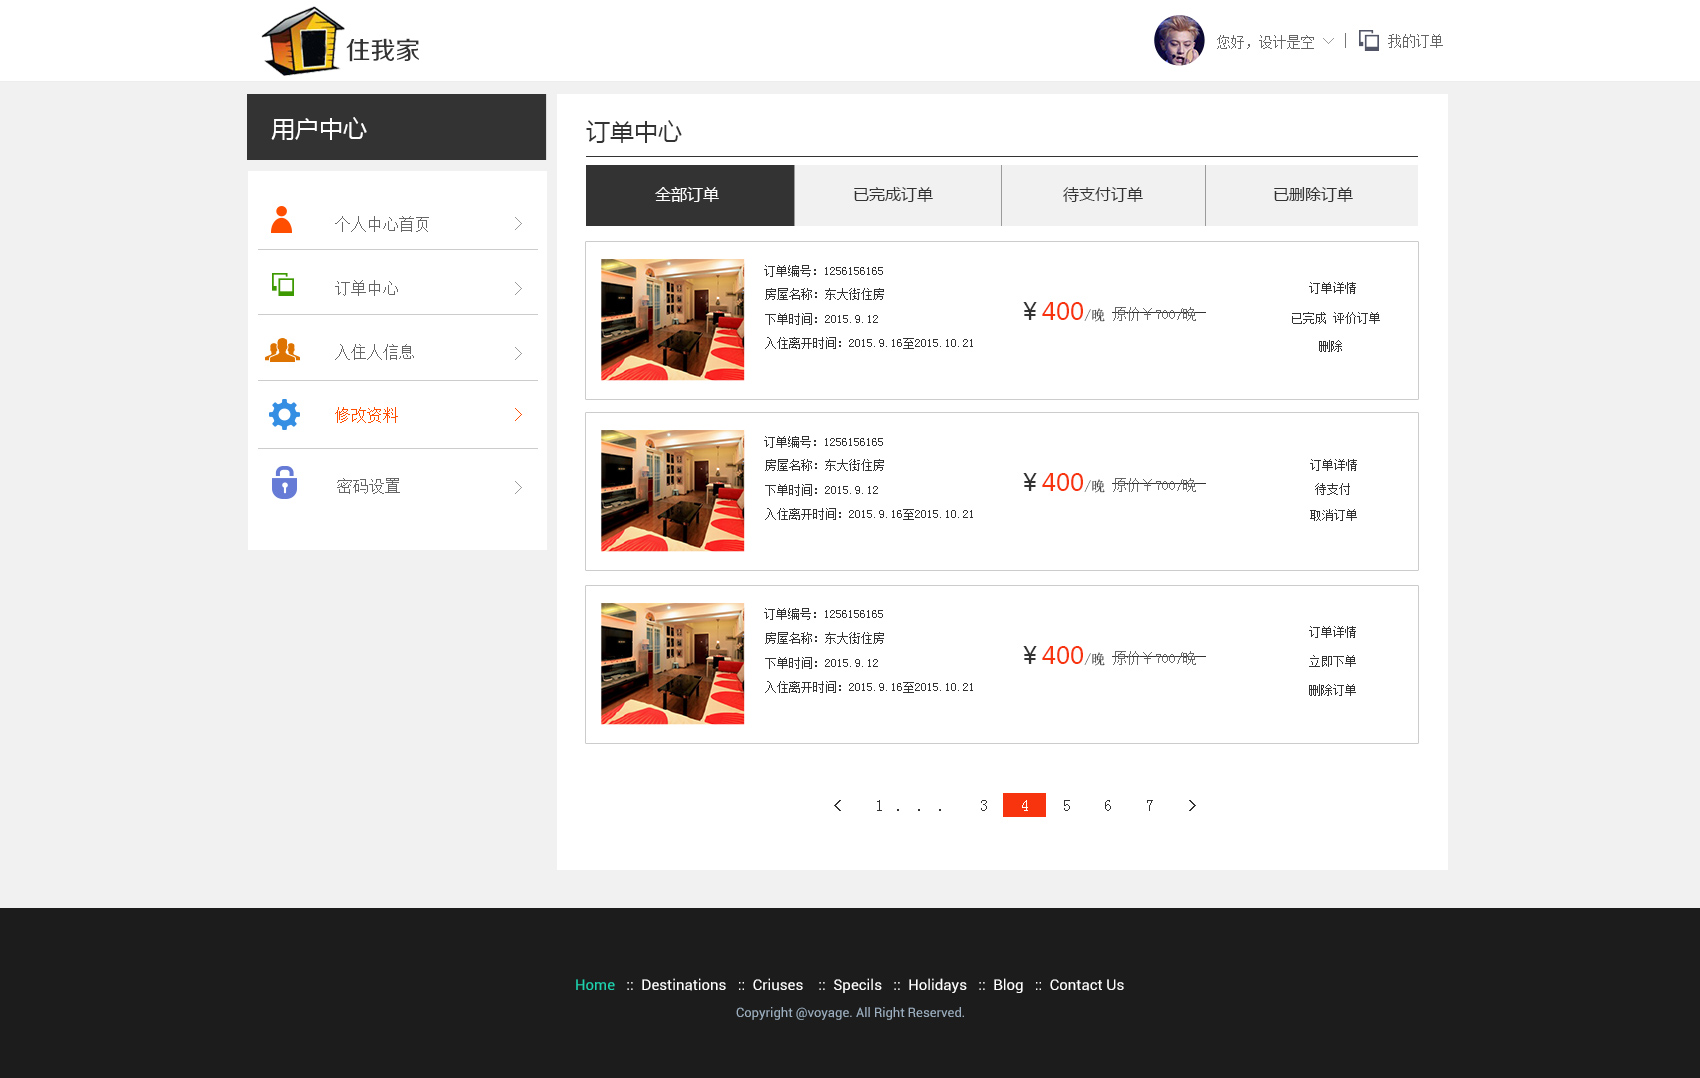 住我家
您好，设计是空
我的订单
用户中心
个人中心首页
订单中心
入住人信息
修改资料
密码设置
订单中心
全部订单 已完成订单 待支付订单 已删除订单
订单编号：1256156165
房屋名称：东大街住房
下单时间：2015.9.12
入住离开时间：2015.9.16至2015.10.21
¥ 400/晚 原价¥700/晚
订单详情
已完成 评价订单
删除
订单编号：1256156165
房屋名称：东大街住房
下单时间：2015.9.12
入住离开时间：2015.9.16至2015.10.21
¥ 400/晚 原价¥700/晚
订单详情
待支付
取消订单
订单编号：1256156165
房屋名称：东大街住房
下单时间：2015.9.12
入住离开时间：2015.9.16至2015.10.21
¥ 400/晚 原价¥700/晚
订单详情
立即下单
删除订单
1 . . . 3 4 5 6 7
Home :: Destinations :: Criuses :: Specils :: Holidays :: Blog :: Contact Us
Copyright @voyage. All Right Reserved.